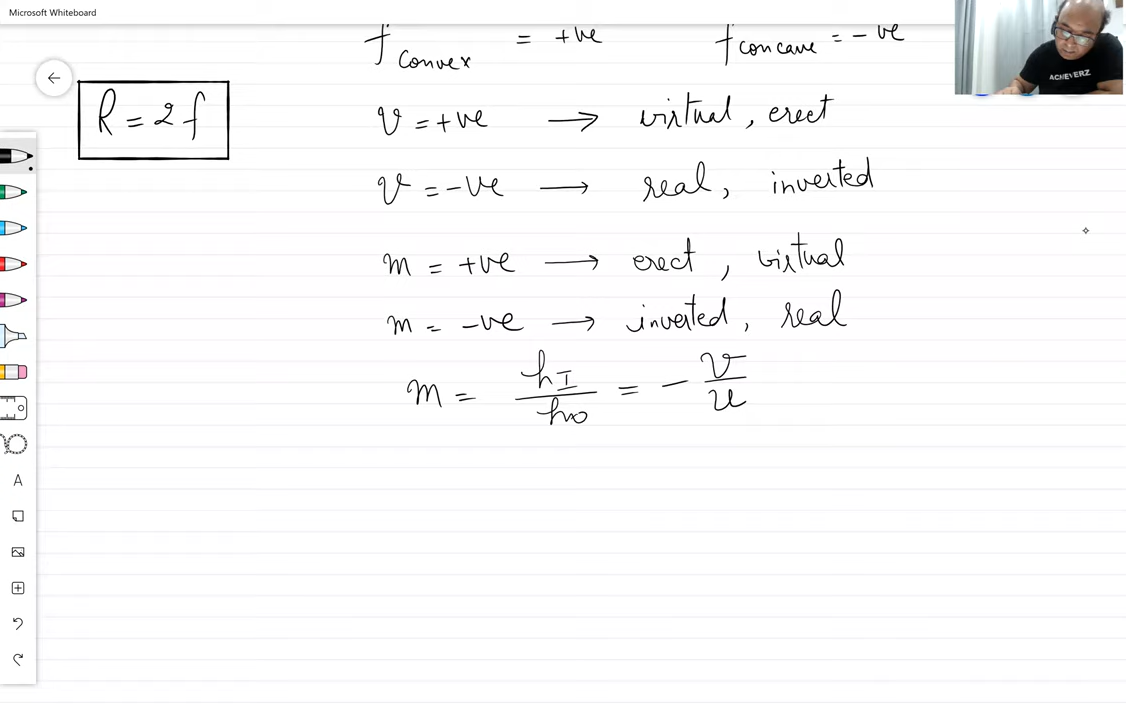 Microsoft Whiteboard
f convex = +ve f concave = -ve
R = 2f
v = +ve → virtual, erect
v = -ve → real, inverted
m = +ve → erect, virtual
m = -ve → inverted, real
m = hI/ho = - v/u
A
ACHEVERZ